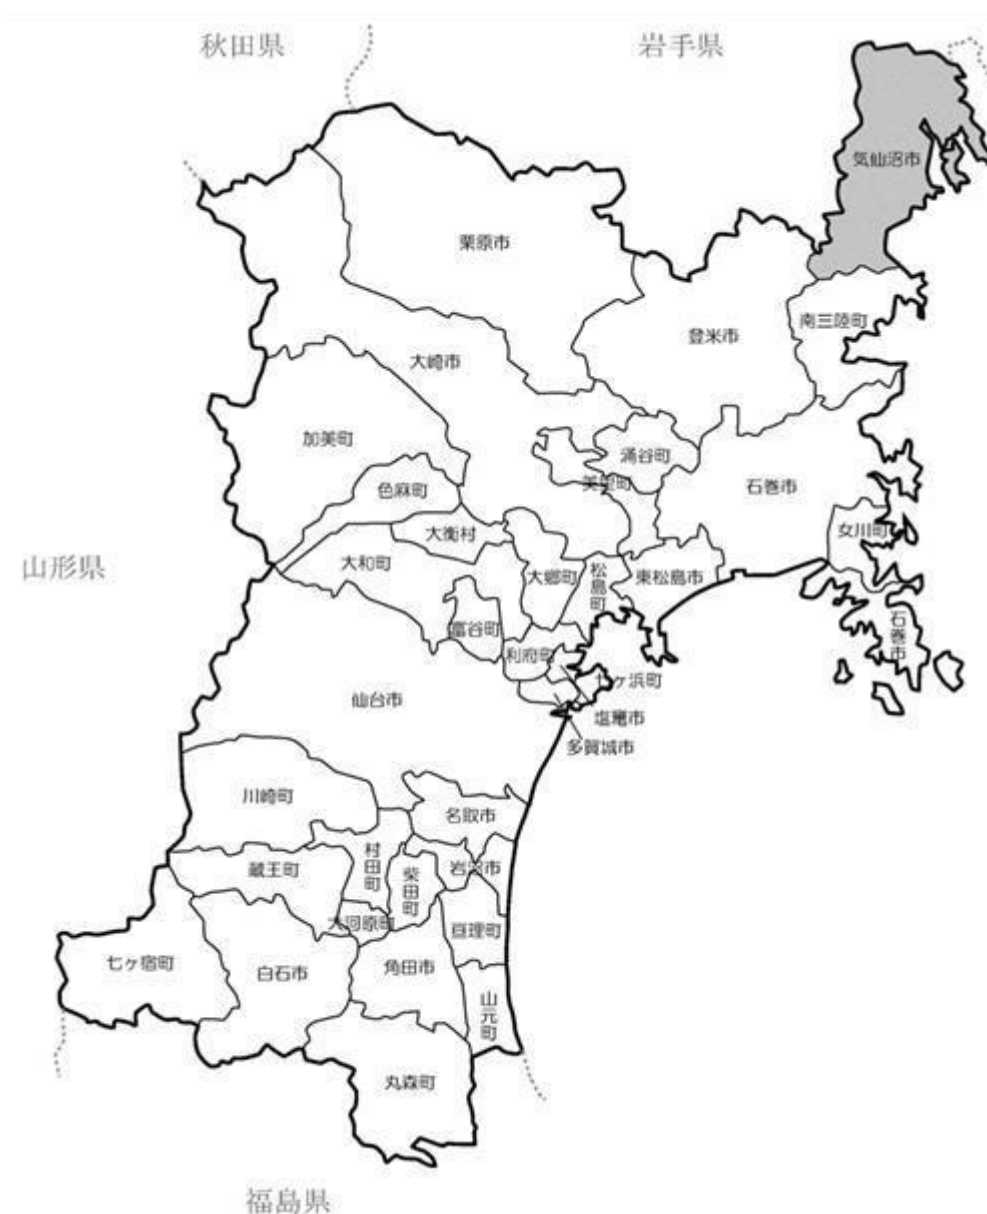 秋田県
岩手県
気仙沼市
栗原市
南三陸町
登米市
大崎市
加美町
涌谷町
美里町
色麻町
石巻市
大衡村
女川町
大和町
大郷町
松島町
東松島市
山形県
富谷町
利府町
石巻市
七ヶ浜町
仙台市
塩竈市
多賀城市
川崎町
名取市
村田町
岩沼市
蔵王町
柴田町
大河原町
亘理町
七ヶ宿町
白石市
角田市
山元町
丸森町
福島県